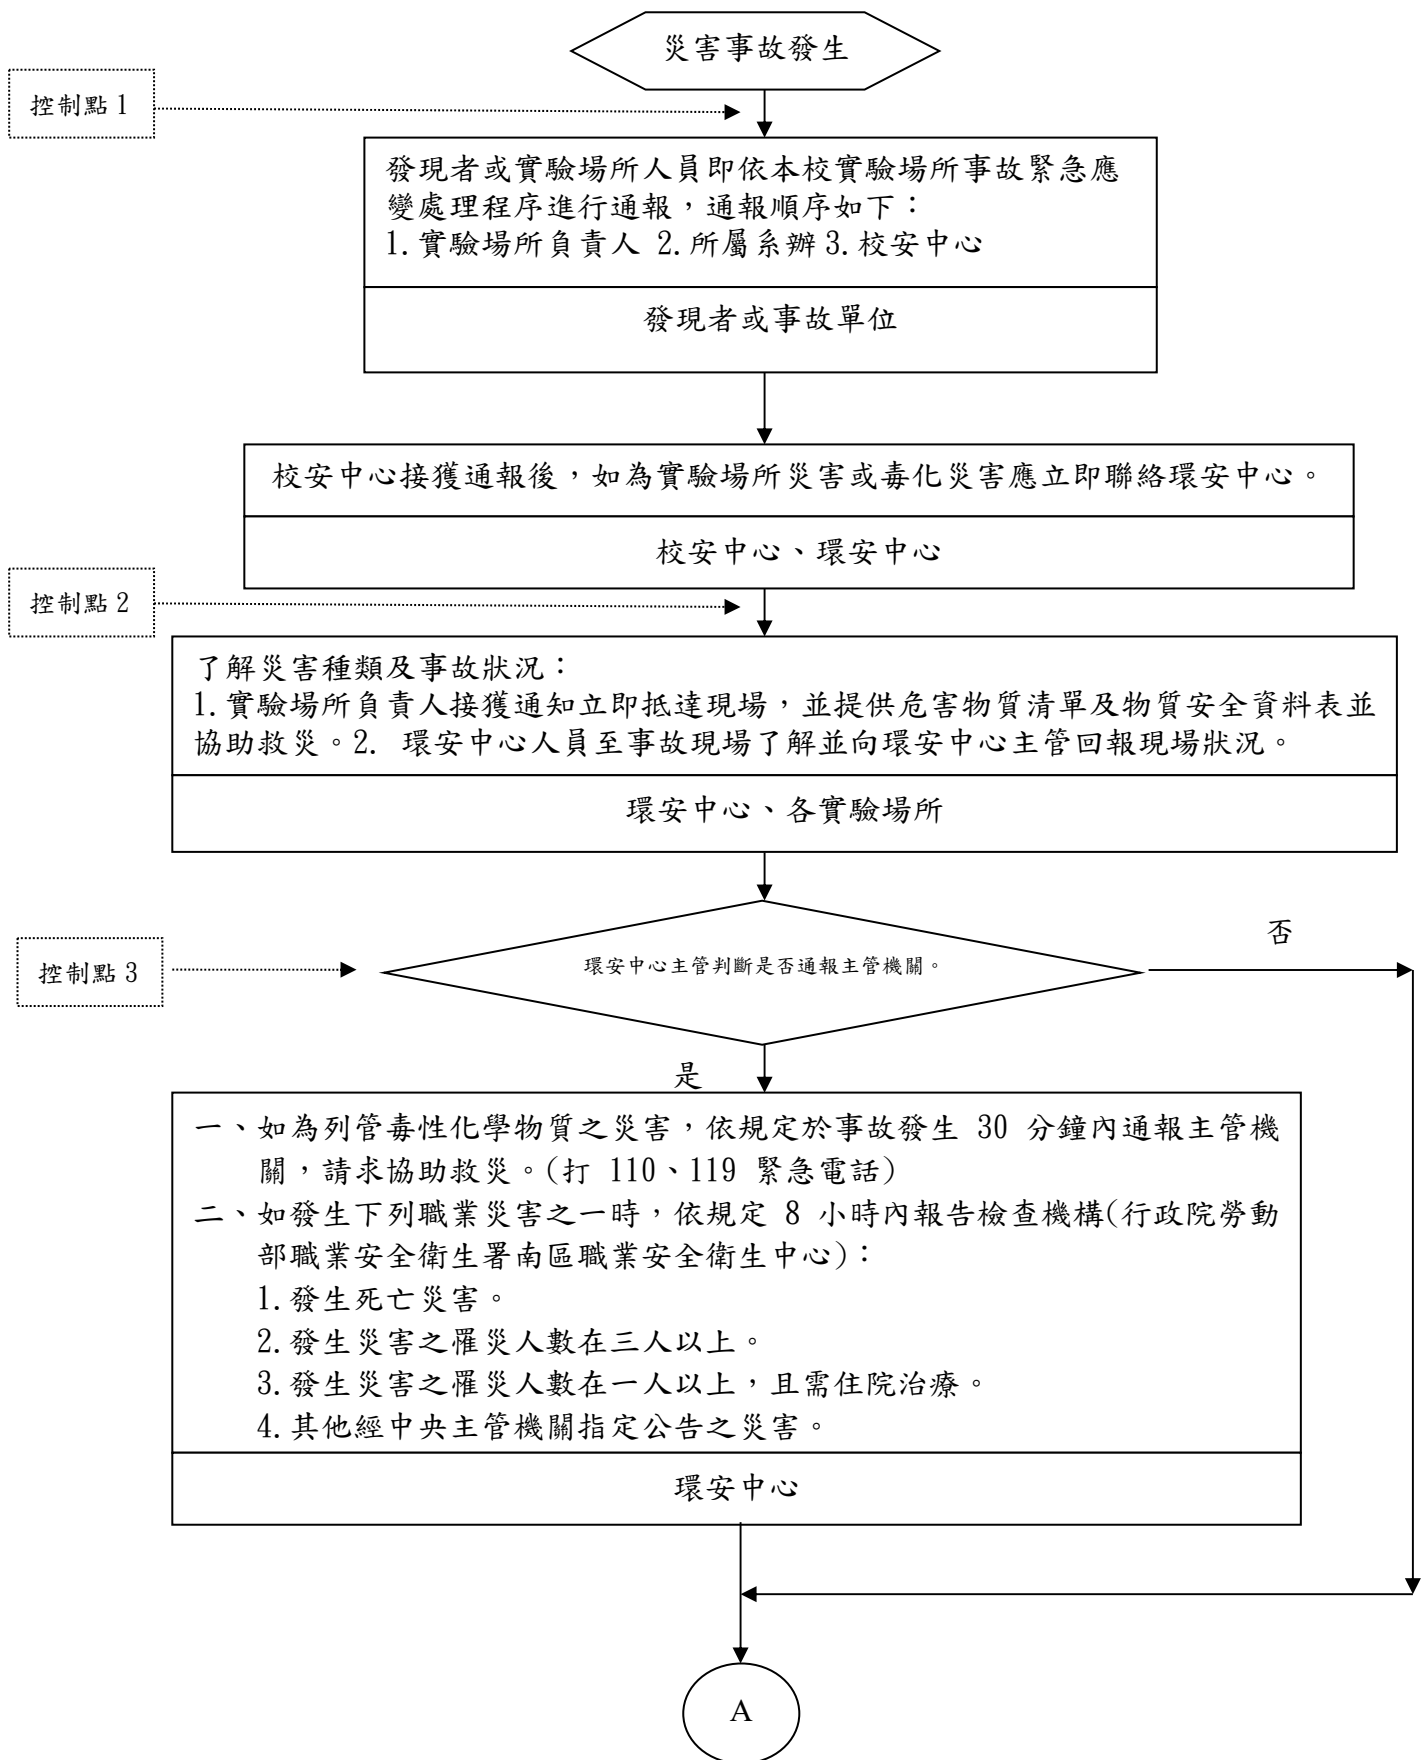 災害事故發生
控制點 1
發現者或實驗場所人員即依本校實驗場所事故緊急應
變處理程序進行通報，通報順序如下：
1.實驗場所負責人 2.所屬系辦 3.校安中心
發現者或事故單位
校安中心接獲通報後，如為實驗場所災害或毒化災害應立即聯絡環安中心。
校安中心、環安中心
控制點 2
了解災害種類及事故狀況：
1.實驗場所負責人接獲通知立即抵達現場，並提供危害物質清單及物質安全資料表並
協助救災。2. 環安中心人員至事故現場了解並向環安中心主管回報現場狀況。
環安中心、各實驗場所
否
控制點 3
環安中心主管判斷是否通報主管機關。
是
一、如為列管毒性化學物質之災害，依規定於事故發生 30 分鐘內通報主管機
關，請求協助救災。(打 110、119 緊急電話)
二、如發生下列職業災害之一時，依規定 8 小時內報告檢查機構(行政院勞動
部職業安全衛生署南區職業安全衛生中心)：
1.發生死亡災害。
2.發生災害之罹災人數在三人以上。
3.發生災害之罹災人數在一人以上，且需住院治療。
4.其他經中央主管機關指定公告之災害。
環安中心
A